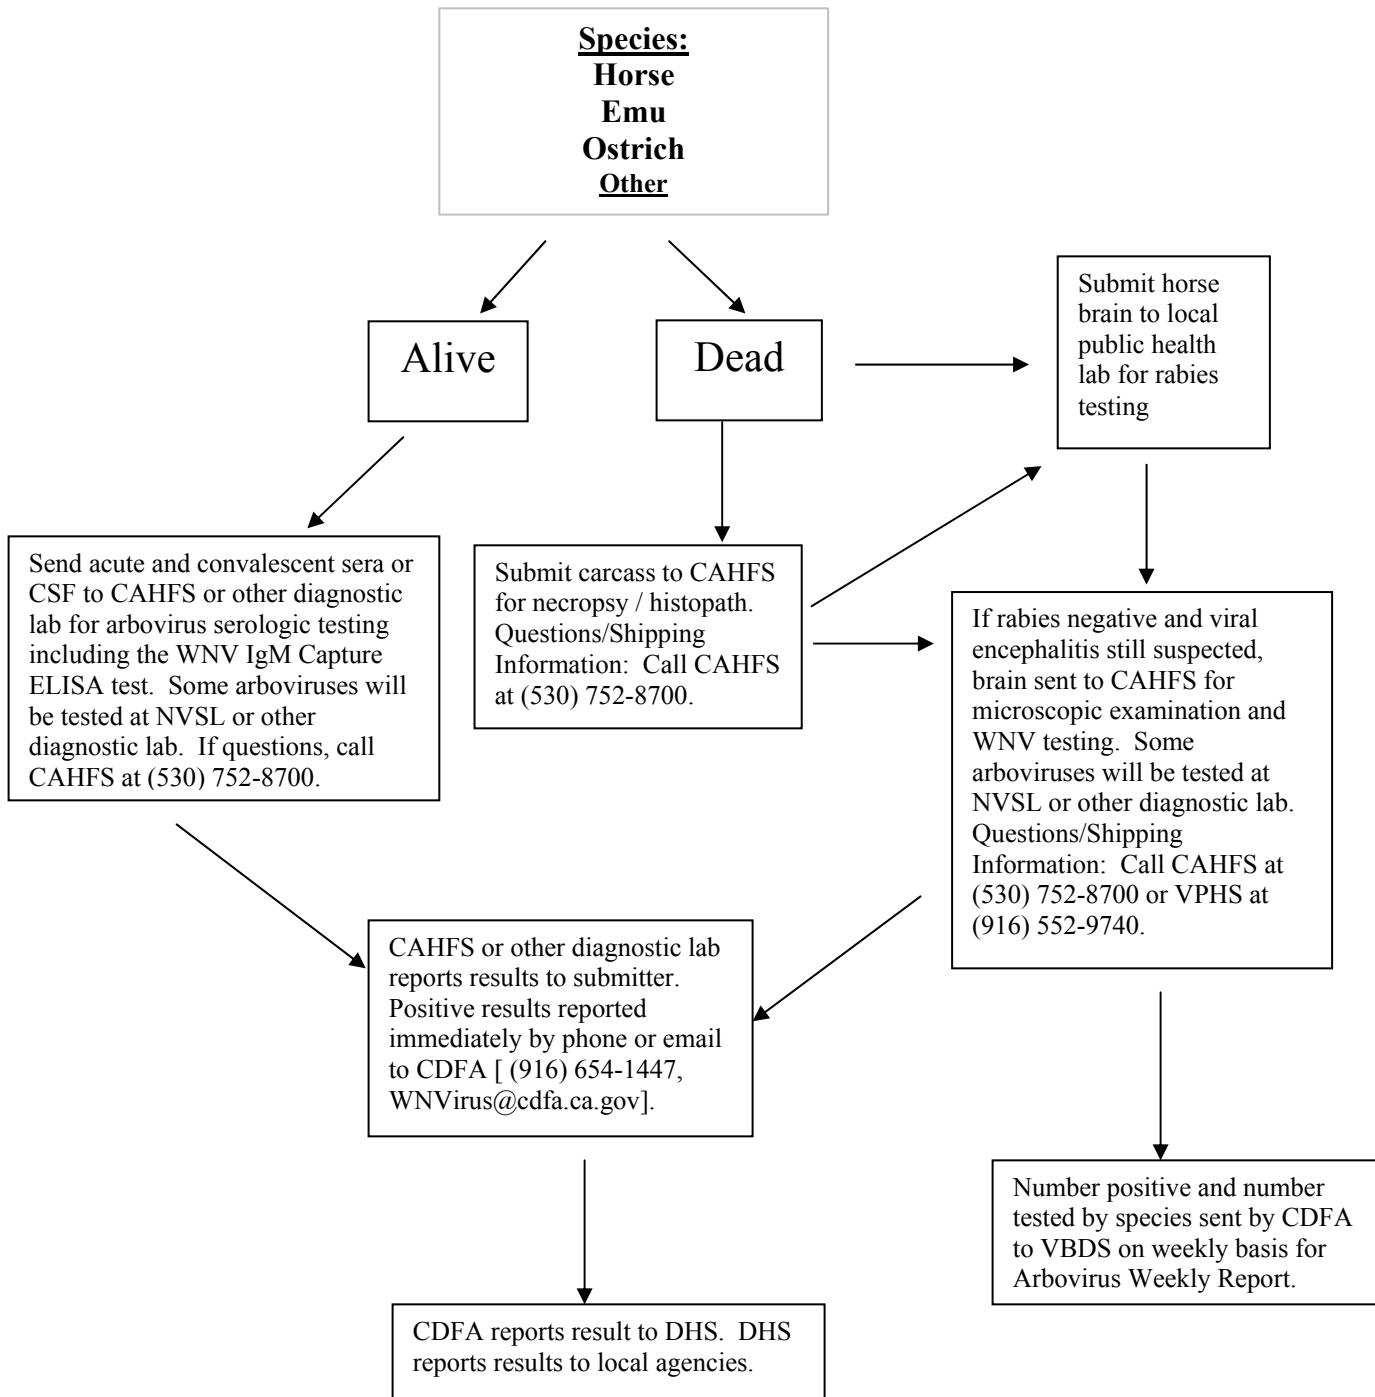 Species:
Horse
Emu
Ostrich
Other
Alive
Dead
Submit horse
brain to local
public health
lab for rabies
testing
Send acute and convalescent sera or
CSF to CAHFS or other diagnostic
lab for arbovirus serologic testing
including the WNV IgM Capture
ELISA test.  Some arboviruses will
be tested at NVSL or other
diagnostic lab.  If questions, call
CAHFS at (530) 752-8700.
Submit carcass to CAHFS
for necropsy / histopath.
Questions/Shipping
Information:  Call CAHFS
at (530) 752-8700.
If rabies negative and viral
encephalitis still suspected,
brain sent to CAHFS for
microscopic examination and
WNV testing.  Some
arboviruses will be tested at
NVSL or other diagnostic lab.
Questions/Shipping
Information:  Call CAHFS at
(530) 752-8700 or VPHS at
(916) 552-9740.
CAHFS or other diagnostic lab
reports results to submitter.
Positive results reported
immediately by phone or email
to CDFA [ (916) 654-1447,
WNVirus@cdfa.ca.gov].
Number positive and number
tested by species sent by CDFA
to VBDS on weekly basis for
Arbovirus Weekly Report.
CDFA reports result to DHS.  DHS
reports results to local agencies.